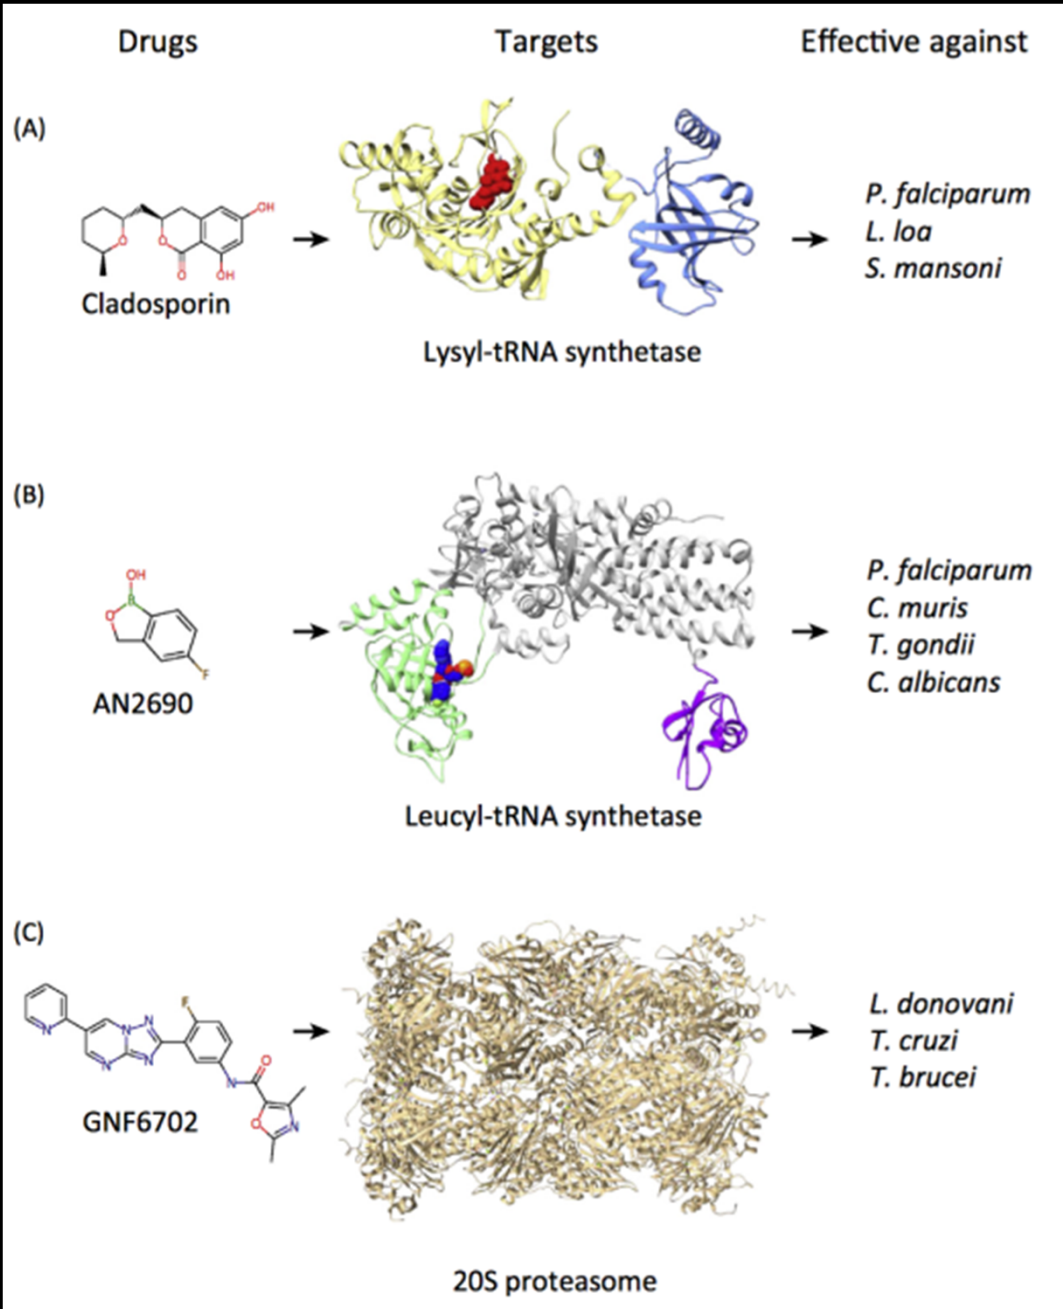 Drugs Targets Effective against
(A)
OH
O
O
O
OH
Cladosporin
Lysyl-tRNA synthetase
P. falciparum
L. loa
S. mansoni
(B)
OH
B
O
F
AN2690
Leucyl-tRNA synthetase
P. falciparum
C. muris
T. gondii
C. albicans
(C)
F
N
N
N
N
N
N
O
O
N
GNF6702
20S proteasome
L. donovani
T. cruzi
T. brucei